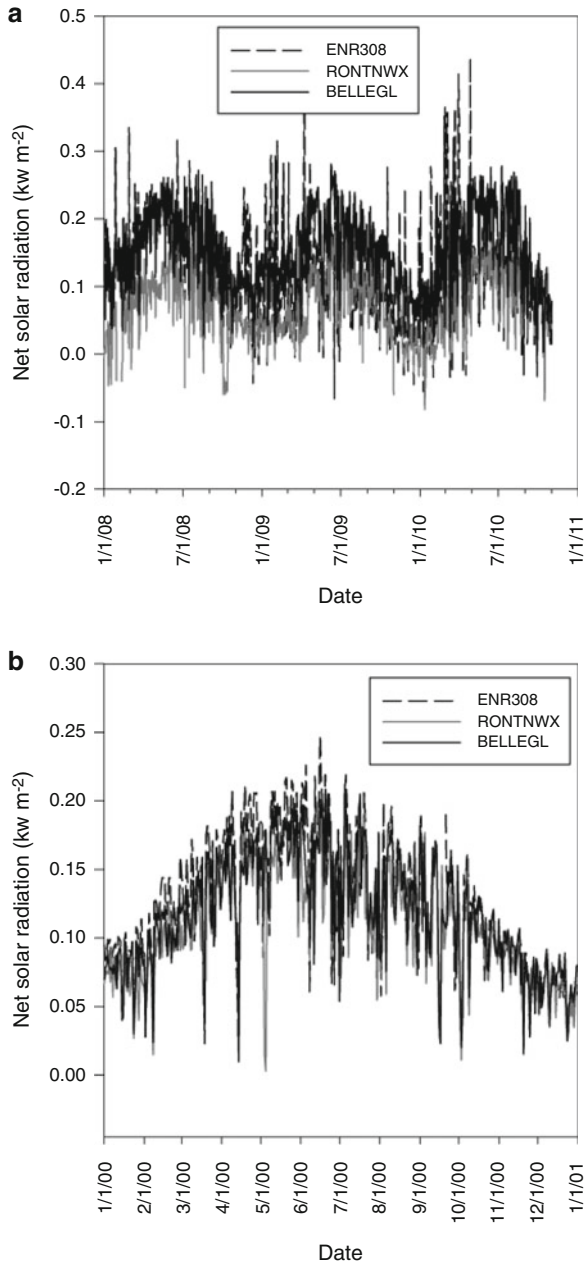 a
0.5
0.4
0.3
0.2
0.1
0.0
-0.1
-0.2
Net solar radiation (kw m-2)
ENR308
RONTNWX
BELLEGL
1/1/08
7/1/08
1/1/09
7/1/09
1/1/10
7/1/10
1/1/11
Date
b
0.30
0.25
0.20
0.15
0.10
0.05
0.00
Net solar radiation (kw m-2)
ENR308
RONTNWX
BELLEGL
1/1/00
2/1/00
3/1/00
4/1/00
5/1/00
6/1/00
7/1/00
8/1/00
9/1/00
10/1/00
11/1/00
12/1/00
1/1/01
Date